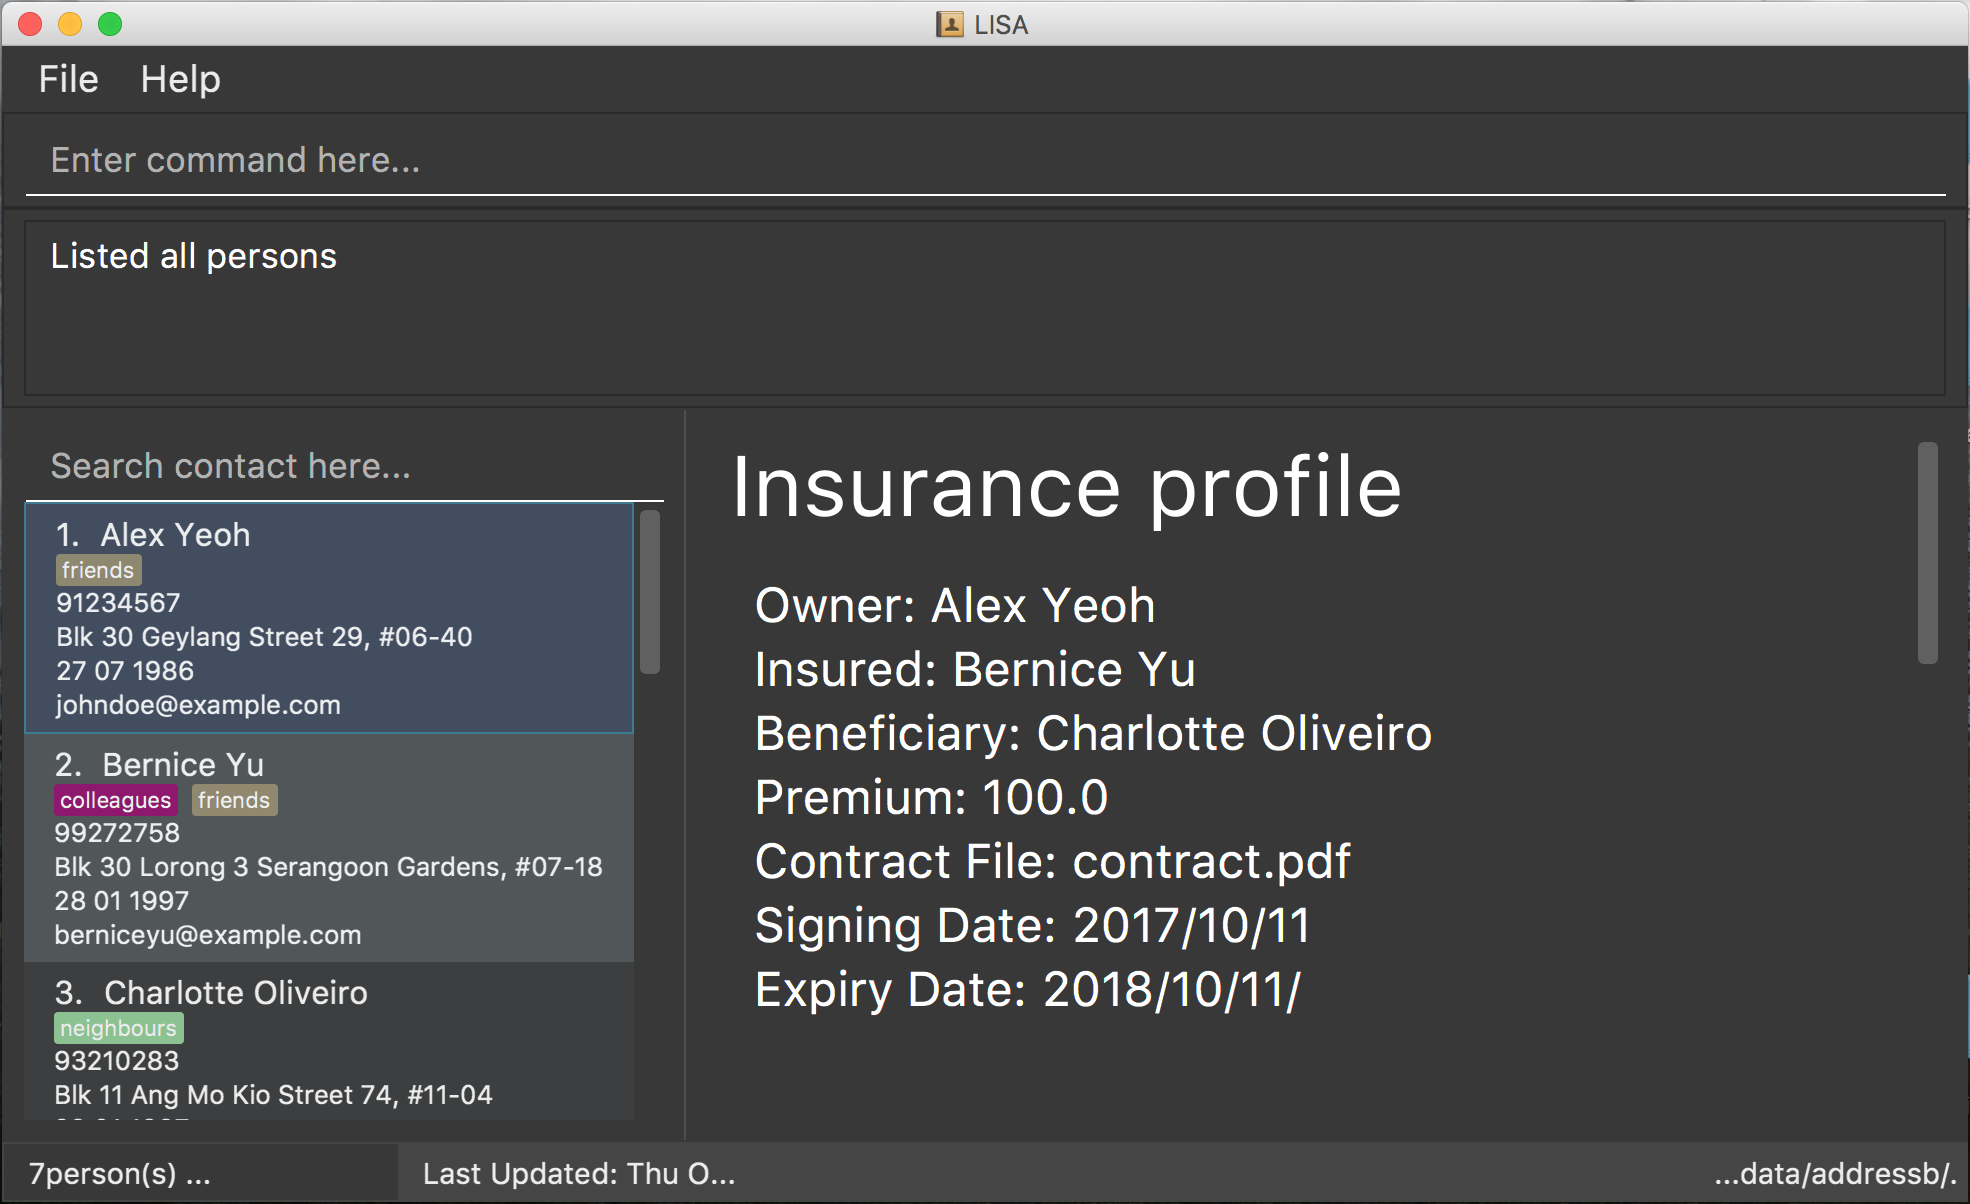 LISA
File Help
Enter command here...
Listed all persons
Search contact here...
1. Alex Yeoh
friends
91234567
Blk 30 Geylang Street 29, #06-40
27 07 1986
johndoe@example.com
2. Bernice Yu
colleagues friends
99272758
Blk 30 Lorong 3 Serangoon Gardens, #07-18
28 01 1997
berniceyu@example.com
3. Charlotte Oliveiro
neighbours
93210283
Blk 11 Ang Mo Kio Street 74, #11-04
Insurance profile
Owner: Alex Yeoh
Insured: Bernice Yu
Beneficiary: Charlotte Oliveiro
Premium: 100.0
Contract File: contract.pdf
Signing Date: 2017/10/11
Expiry Date: 2018/10/11/
7person(s) ...
Last Updated: Thu O...
...data/addressb/.